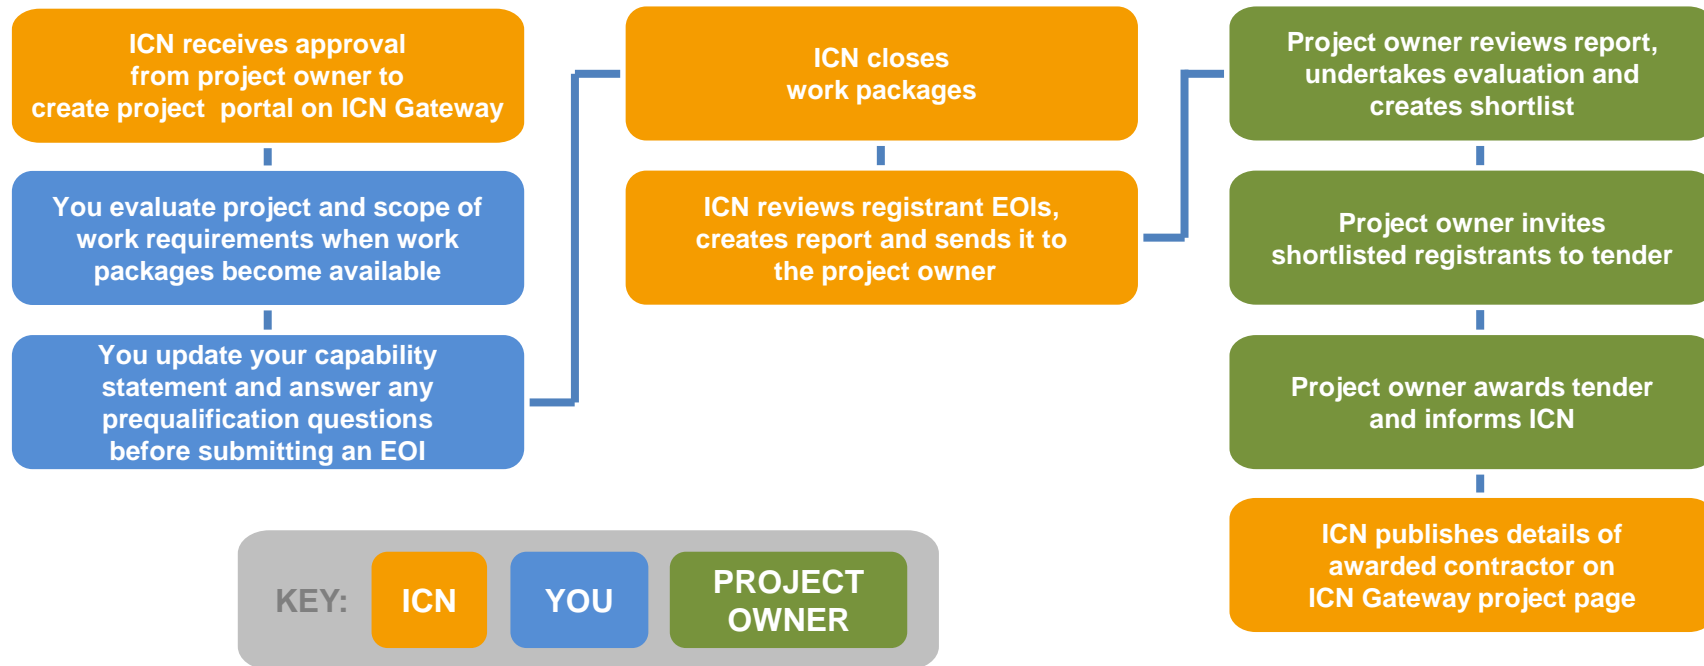 ICN receives approval
from project owner to
create project portal on ICN Gateway
You evaluate project and scope of
work requirements when work
packages become available
You update your capability
statement and answer any
prequalification questions
before submitting an EOI
ICN closes
work packages
ICN reviews registrant EOIs,
creates report and sends it to
the project owner
Project owner reviews report,
undertakes evaluation and
creates shortlist
Project owner invites
shortlisted registrants to tender
Project owner awards tender
and informs ICN
ICN publishes details of
awarded contractor on
ICN Gateway project page
KEY:
ICN
YOU
PROJECT
OWNER